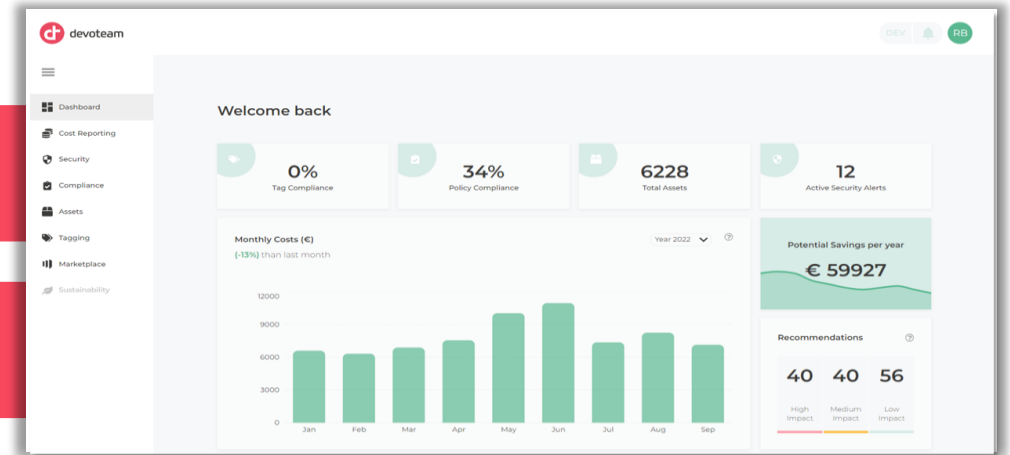 devoteam
DEV
RB
Dashboard
Cost Reporting
Security
Compliance
Assets
Tagging
Marketplace
Sustainability
Welcome back
0%
Tag Compliance
34%
Policy Compliance
6228
Total Assets
12
Active Security Alerts
Monthly Costs (€)
(-13%) than last month
Year 2022
?
12000
9000
6000
3000
0
Jan Feb Mar Apr May Jun Jul Aug Sep
Potential Savings per year
€ 59927
Recommendations
?
40 40 56
High Medium Low
Impact Impact Impact